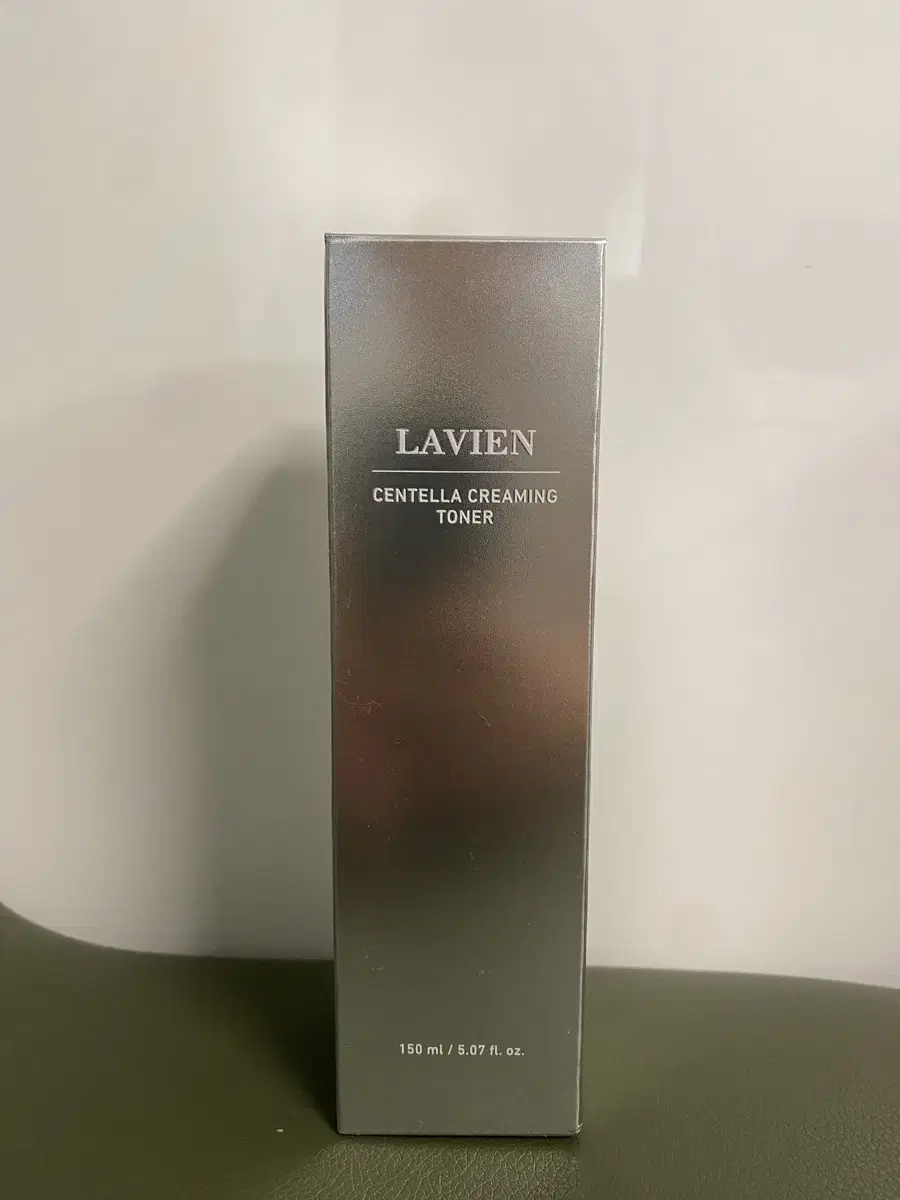 LAVIEN
CENTELLA CREAMING
TONER
150 ml / 5.07 fl. oz.